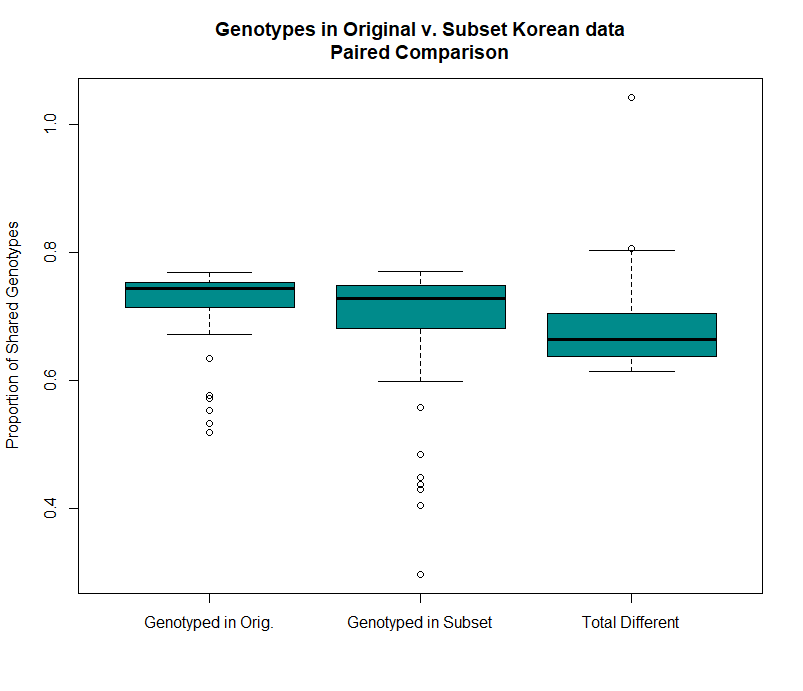 Genotypes in Original v. Subset Korean data
Paired Comparison
Proportion of Shared Genotypes
1.0
0.8
0.6
0.4
Genotyped in Orig.
Genotyped in Subset
Total Different